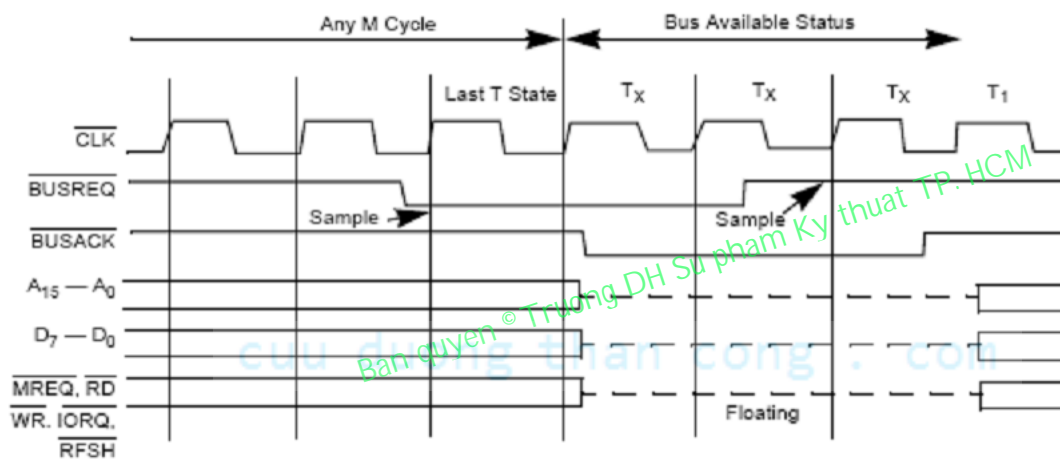 Any M Cycle
Bus Available Status
Last T State
TX
TX
TX
T1
CLK
BUSREQ
Sample
Sample
BUSACK
A15 — A0
D7 — D0
MREQ, RD
WR. IORQ,
RFSH
Floating
Ban quyen © Truong DH Su pham Ky thuat TP. HCM
cuu duong than cong . com